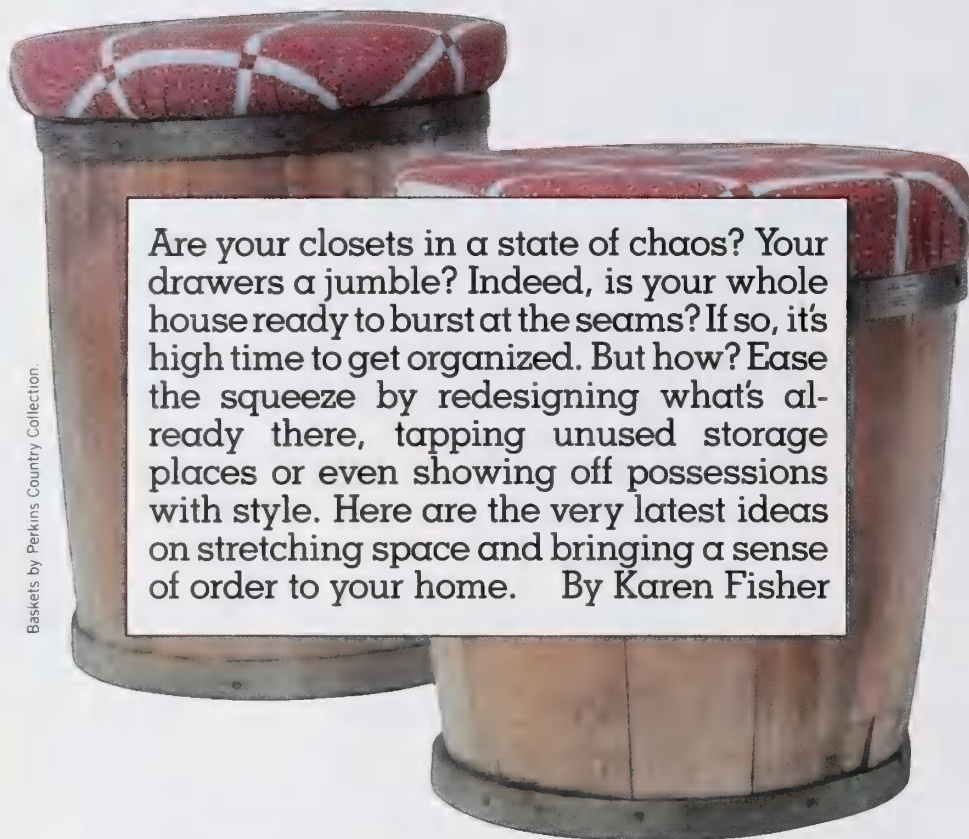 Are your closets in a state of chaos? Your
drawers a jumble? Indeed, is your whole
house ready to burst at the seams? If so, it's
high time to get organized. But how? Ease
the squeeze by redesigning what's al-
ready there, tapping unused storage
places or even showing off possessions
with style. Here are the very latest ideas
on stretching space and bringing a sense
of order to your home. By Karen Fisher
Baskets by Perkins Country Collection.